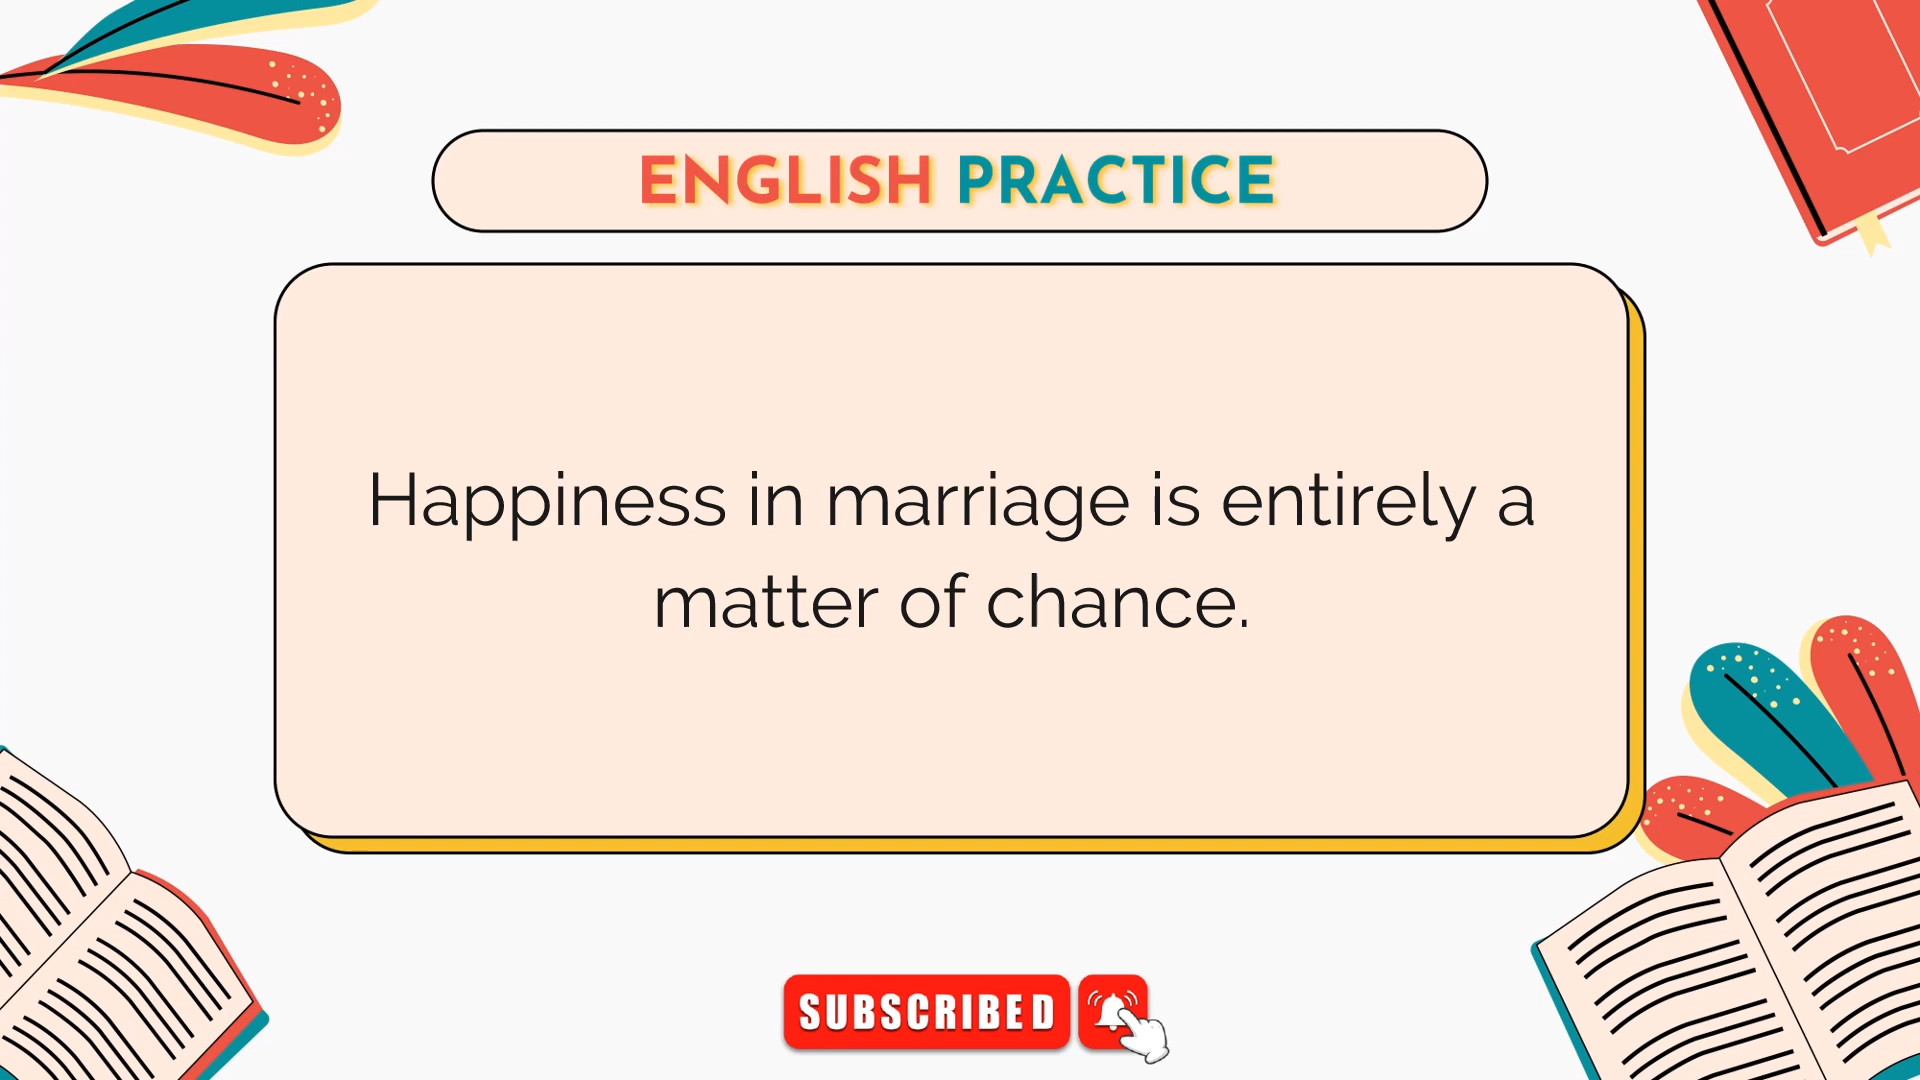 ENGLISH PRACTICE
Happiness in marriage is entirely a
matter of chance.
SUBSCRIBED